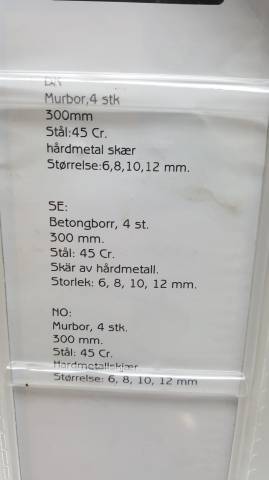 Murbor,4 stk
300mm
Stål:45 Cr.
hårdmetal skær
Størrelse:6,8,10,12 mm.
SE:
Betongborr, 4 st.
300 mm.
Stål: 45 Cr.
Skär av hårdmetall.
Storlek: 6, 8, 10, 12 mm.
NO:
Murbor, 4 stk.
300 mm.
Stål: 45 Cr.
Hardmetallskjær
Størrelse: 6, 8, 10, 12 mm